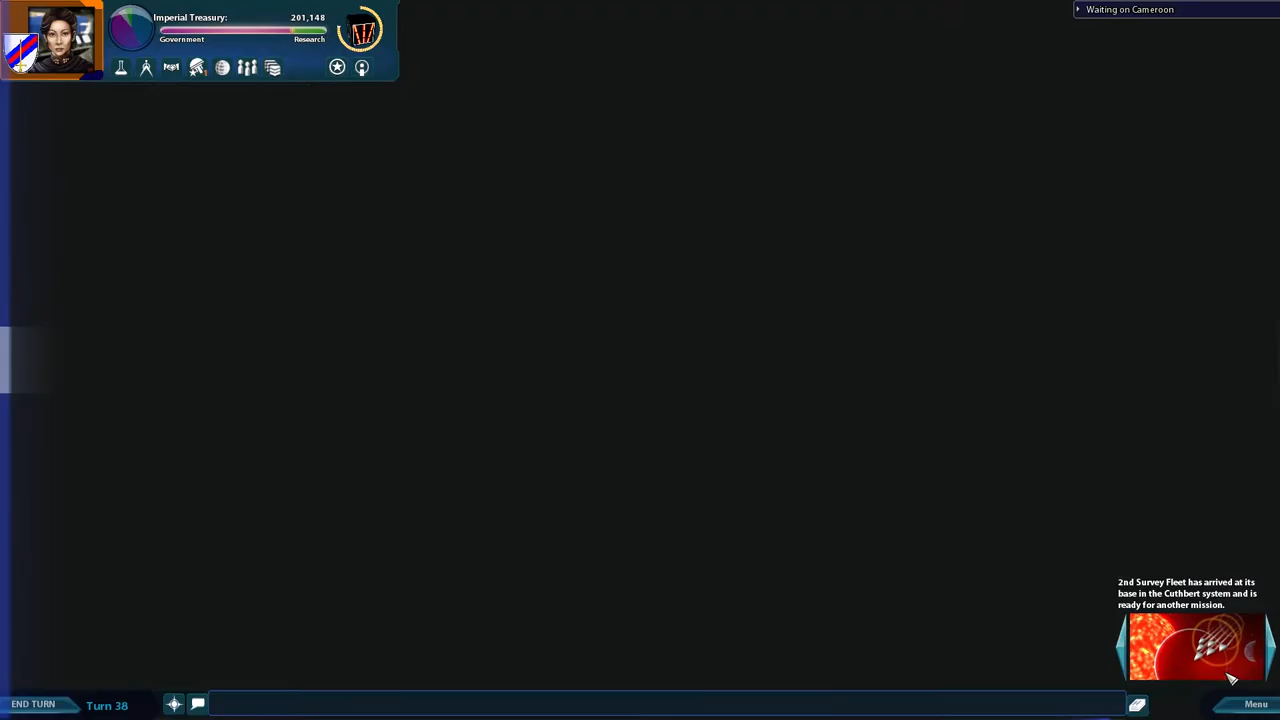 Imperial Treasury: 201,148
Government Research
Waiting on Cameroon
2nd Survey Fleet has arrived at its
base in the Cuthbert system and is
ready for another mission.
END TURN Turn 38 Menu